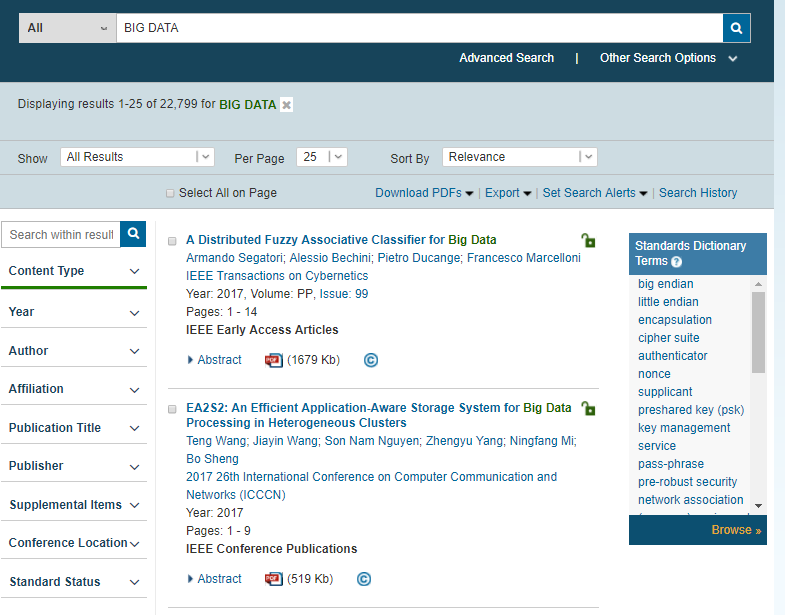 All
BIG DATA
Advanced Search | Other Search Options
Displaying results 1-25 of 22,799 for BIG DATA
Show All Results Per Page 25 Sort By Relevance
Select All on Page
Download PDFs | Export | Set Search Alerts | Search History
Search within result
Content Type
Year
Author
Affiliation
Publication Title
Publisher
Supplemental Items
Conference Location
Standard Status
A Distributed Fuzzy Associative Classifier for Big Data
Armando Segatori; Alessio Bechini; Pietro Ducange; Francesco Marcelloni
IEEE Transactions on Cybernetics
Year: 2017, Volume: PP, Issue: 99
Pages: 1 - 14
IEEE Early Access Articles
Abstract PDF (1679 Kb) ©
EA2S2: An Efficient Application-Aware Storage System for Big Data
Processing in Heterogeneous Clusters
Teng Wang; Jiayin Wang; Son Nam Nguyen; Zhengyu Yang; Ningfang Mi;
Bo Sheng
2017 26th International Conference on Computer Communication and
Networks (ICCCN)
Year: 2017
Pages: 1 - 9
IEEE Conference Publications
Abstract PDF (519 Kb) ©
Standards Dictionary
Terms ?
big endian
little endian
encapsulation
cipher suite
authenticator
nonce
supplicant
preshared key (psk)
key management
service
pass-phrase
pre-robust security
network association
Browse »